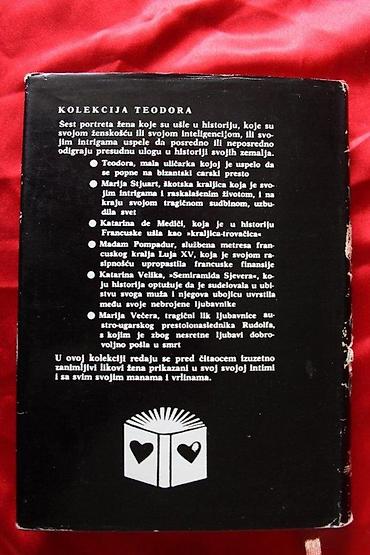 KOLEKCIJA TEODORA
Šest portreta žena koje su ušle u historiju, koje su
svojom ženskošću ili svojom inteligencijom, ili svo-
jim intrigama uspele da posredno ili neposredno
odigraju presudnu ulogu u historiji svojih zemalja.
● Teodora, mala uličarka kojoj je uspelo da
se popne na bizantski carski presto
● Marija Stjuart, škotska kraljica koja je svo-
jim intrigama i raskalašenim životom, i na
kraju svojom tragičnom sudbinom, uzbu-
dila svet
● Katarina de Mediči, koja je u historiju
Francuske ušla kao »kraljica-trovačica«
● Madam Pompadur, službena metresa fran-
cuskog kralja Luja XV, koja je svojom ra-
sipnošću upropastila francuske finansije
● Katarina Velika, »Semiramida Sjevera«, ko-
ju historija optužuje da je sudelovala u ubi-
stvu svoga muža i njegova ubojicu uvrstila
među svoje nebrojene ljubavnike
● Marija Večera, tragični lik ljubavnice au-
stro-ugarskog prestolonasljednika Rudolfa,
s kojim je zbog nesretne ljubavi dobro-
voljno pošla u smrt
U ovoj kolekciji ređaju se pred čitaocem izuzetno
zanimljivi likovi žena prikazani u svoj svojoj intimi
i sa svim svojim manama i vrlinama.